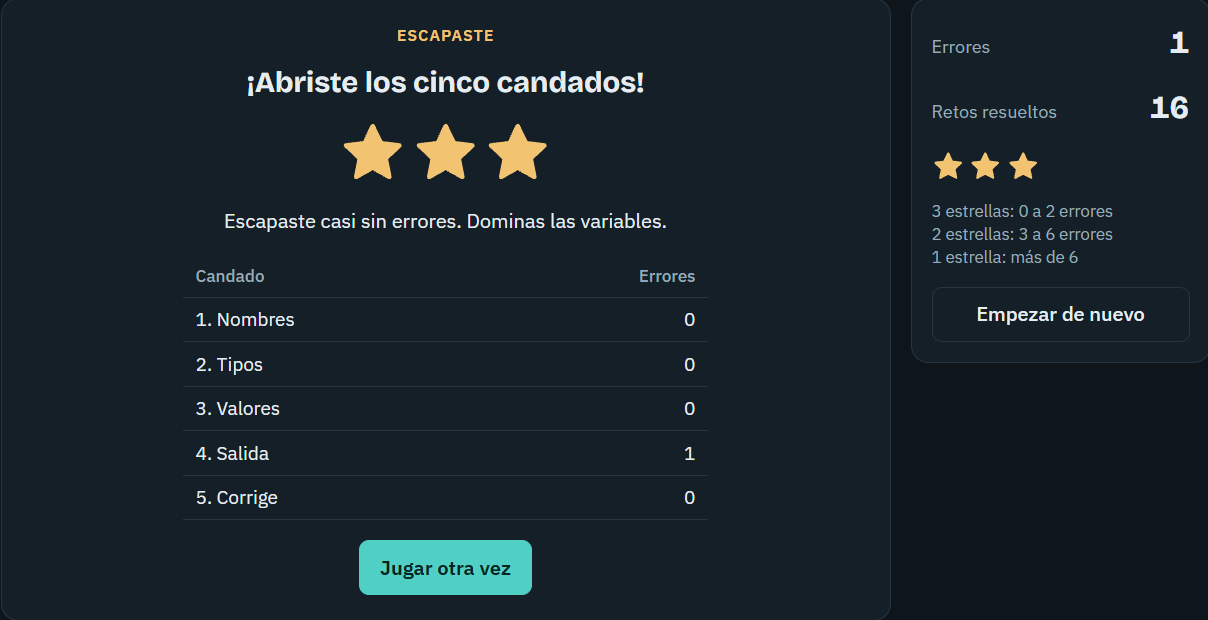 ESCAPASTE
¡Abriste los cinco candados!
Escapaste casi sin errores. Dominas las variables.
Candado Errores
1. Nombres 0
2. Tipos 0
3. Valores 0
4. Salida 1
5. Corrige 0
Jugar otra vez
Errores 1
Retos resueltos 16
3 estrellas: 0 a 2 errores
2 estrellas: 3 a 6 errores
1 estrella: más de 6
Empezar de nuevo